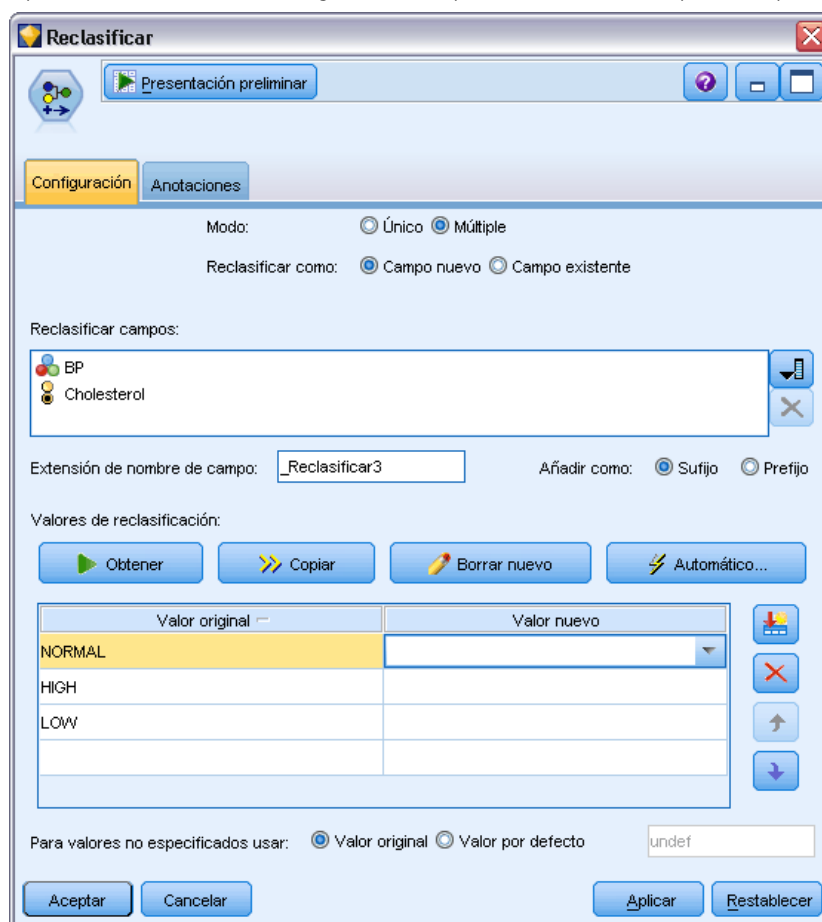 Reclasificar
Presentación preliminar
Configuración Anotaciones
Modo: Único Múltiple
Reclasificar como: Campo nuevo Campo existente
Reclasificar campos:
BP
Cholesterol
Extensión de nombre de campo: _Reclasificar3 Añadir como: Sufijo Prefijo
Valores de reclasificación:
Obtener Copiar Borrar nuevo Automático...
Valor original Valor nuevo
NORMAL
HIGH
LOW
Para valores no especificados usar: Valor original Valor por defecto undef
Aceptar Cancelar Aplicar Restablecer